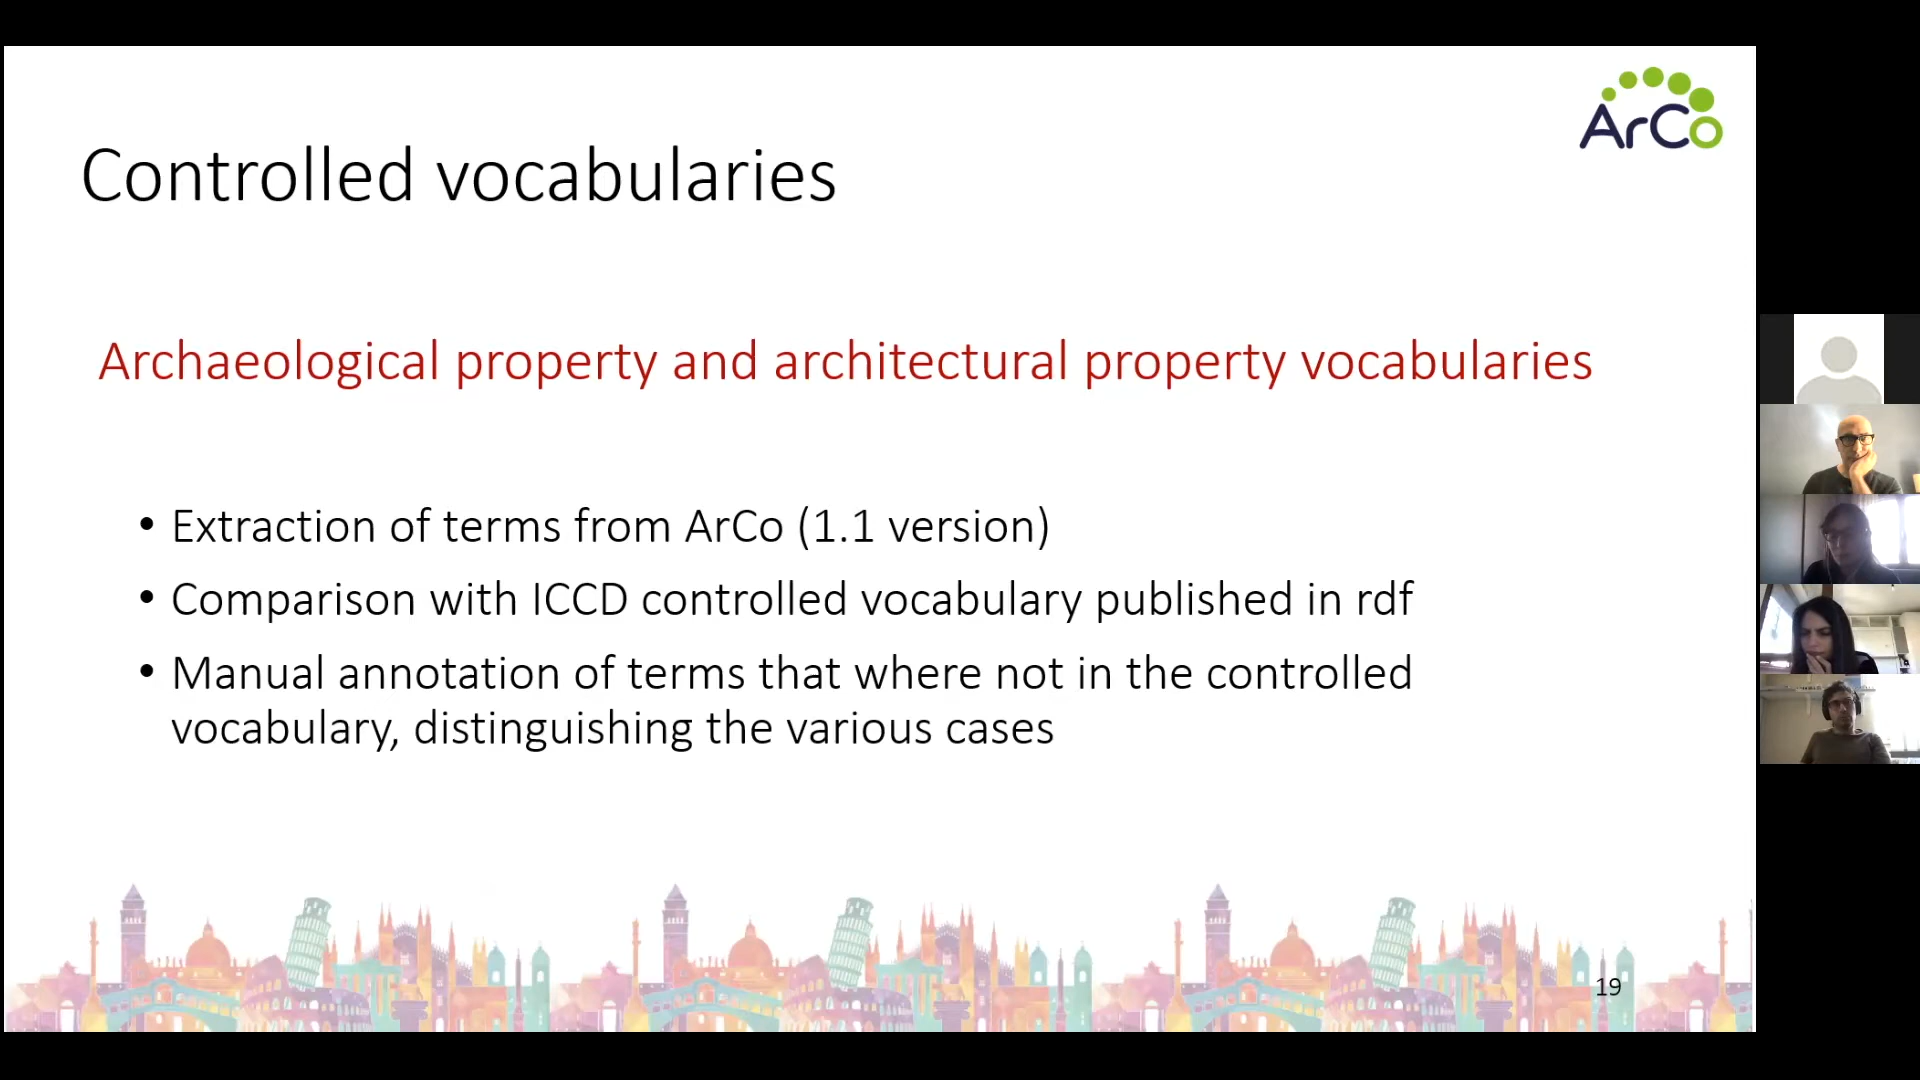 ArCo
Controlled vocabularies
Archaeological property and architectural property vocabularies
• Extraction of terms from ArCo (1.1 version)
• Comparison with ICCD controlled vocabulary published in rdf
• Manual annotation of terms that where not in the controlled
vocabulary, distinguishing the various cases
19